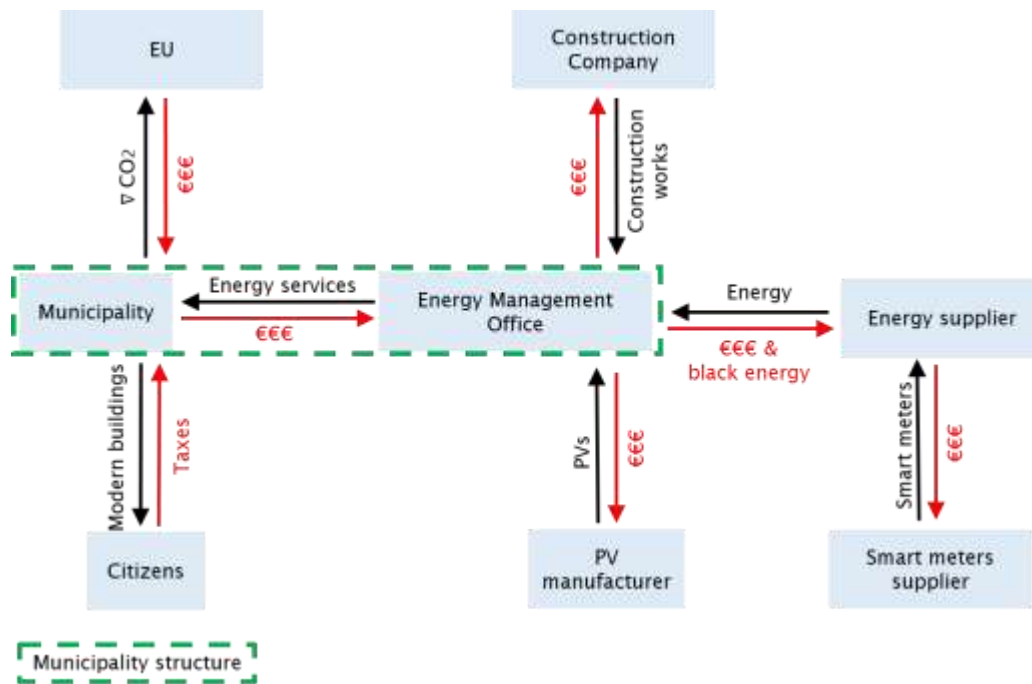 EU
Construction
Company
∇ CO2
€€€
€€€
Construction
works
Municipality
Energy services
€€€
Energy Management
Office
Energy
€€€ &
black energy
Energy supplier
Modern buildings
Taxes
PVs
€€€
Smart meters
€€€
Citizens
PV
manufacturer
Smart meters
supplier
Municipality structure